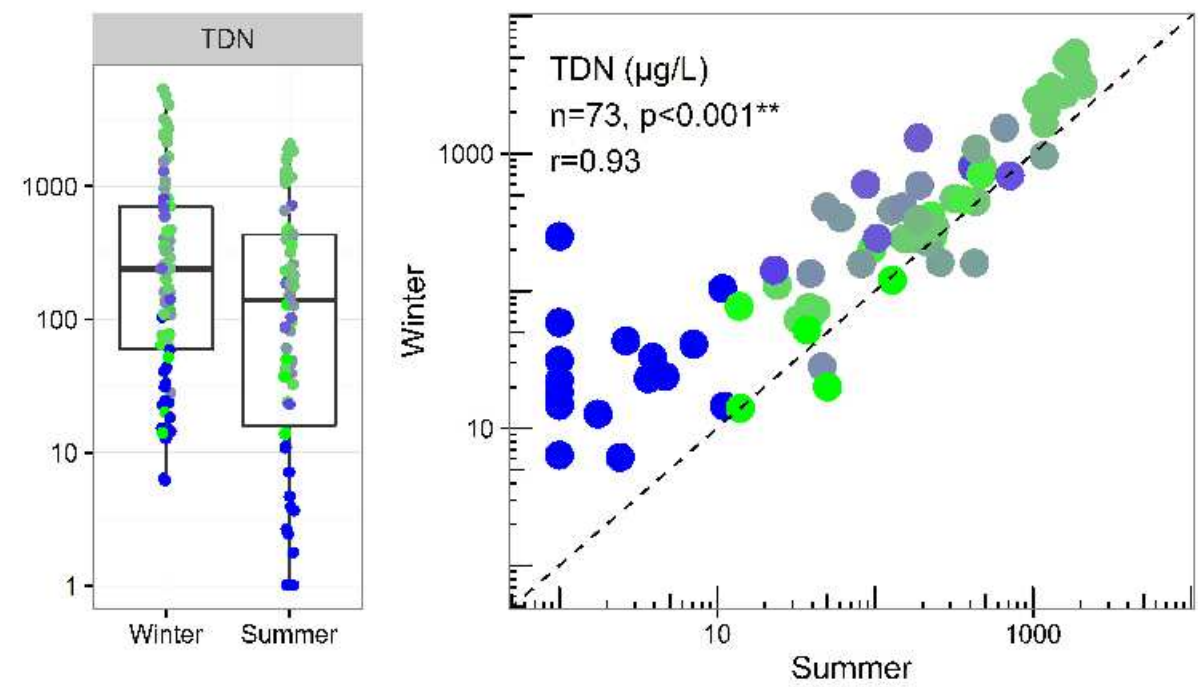 TDN
1000
100
10
1
Winter
Summer
TDN (µg/L)
n=73, p<0.001**
r=0.93
1000
10
Winter
10
1000
Summer